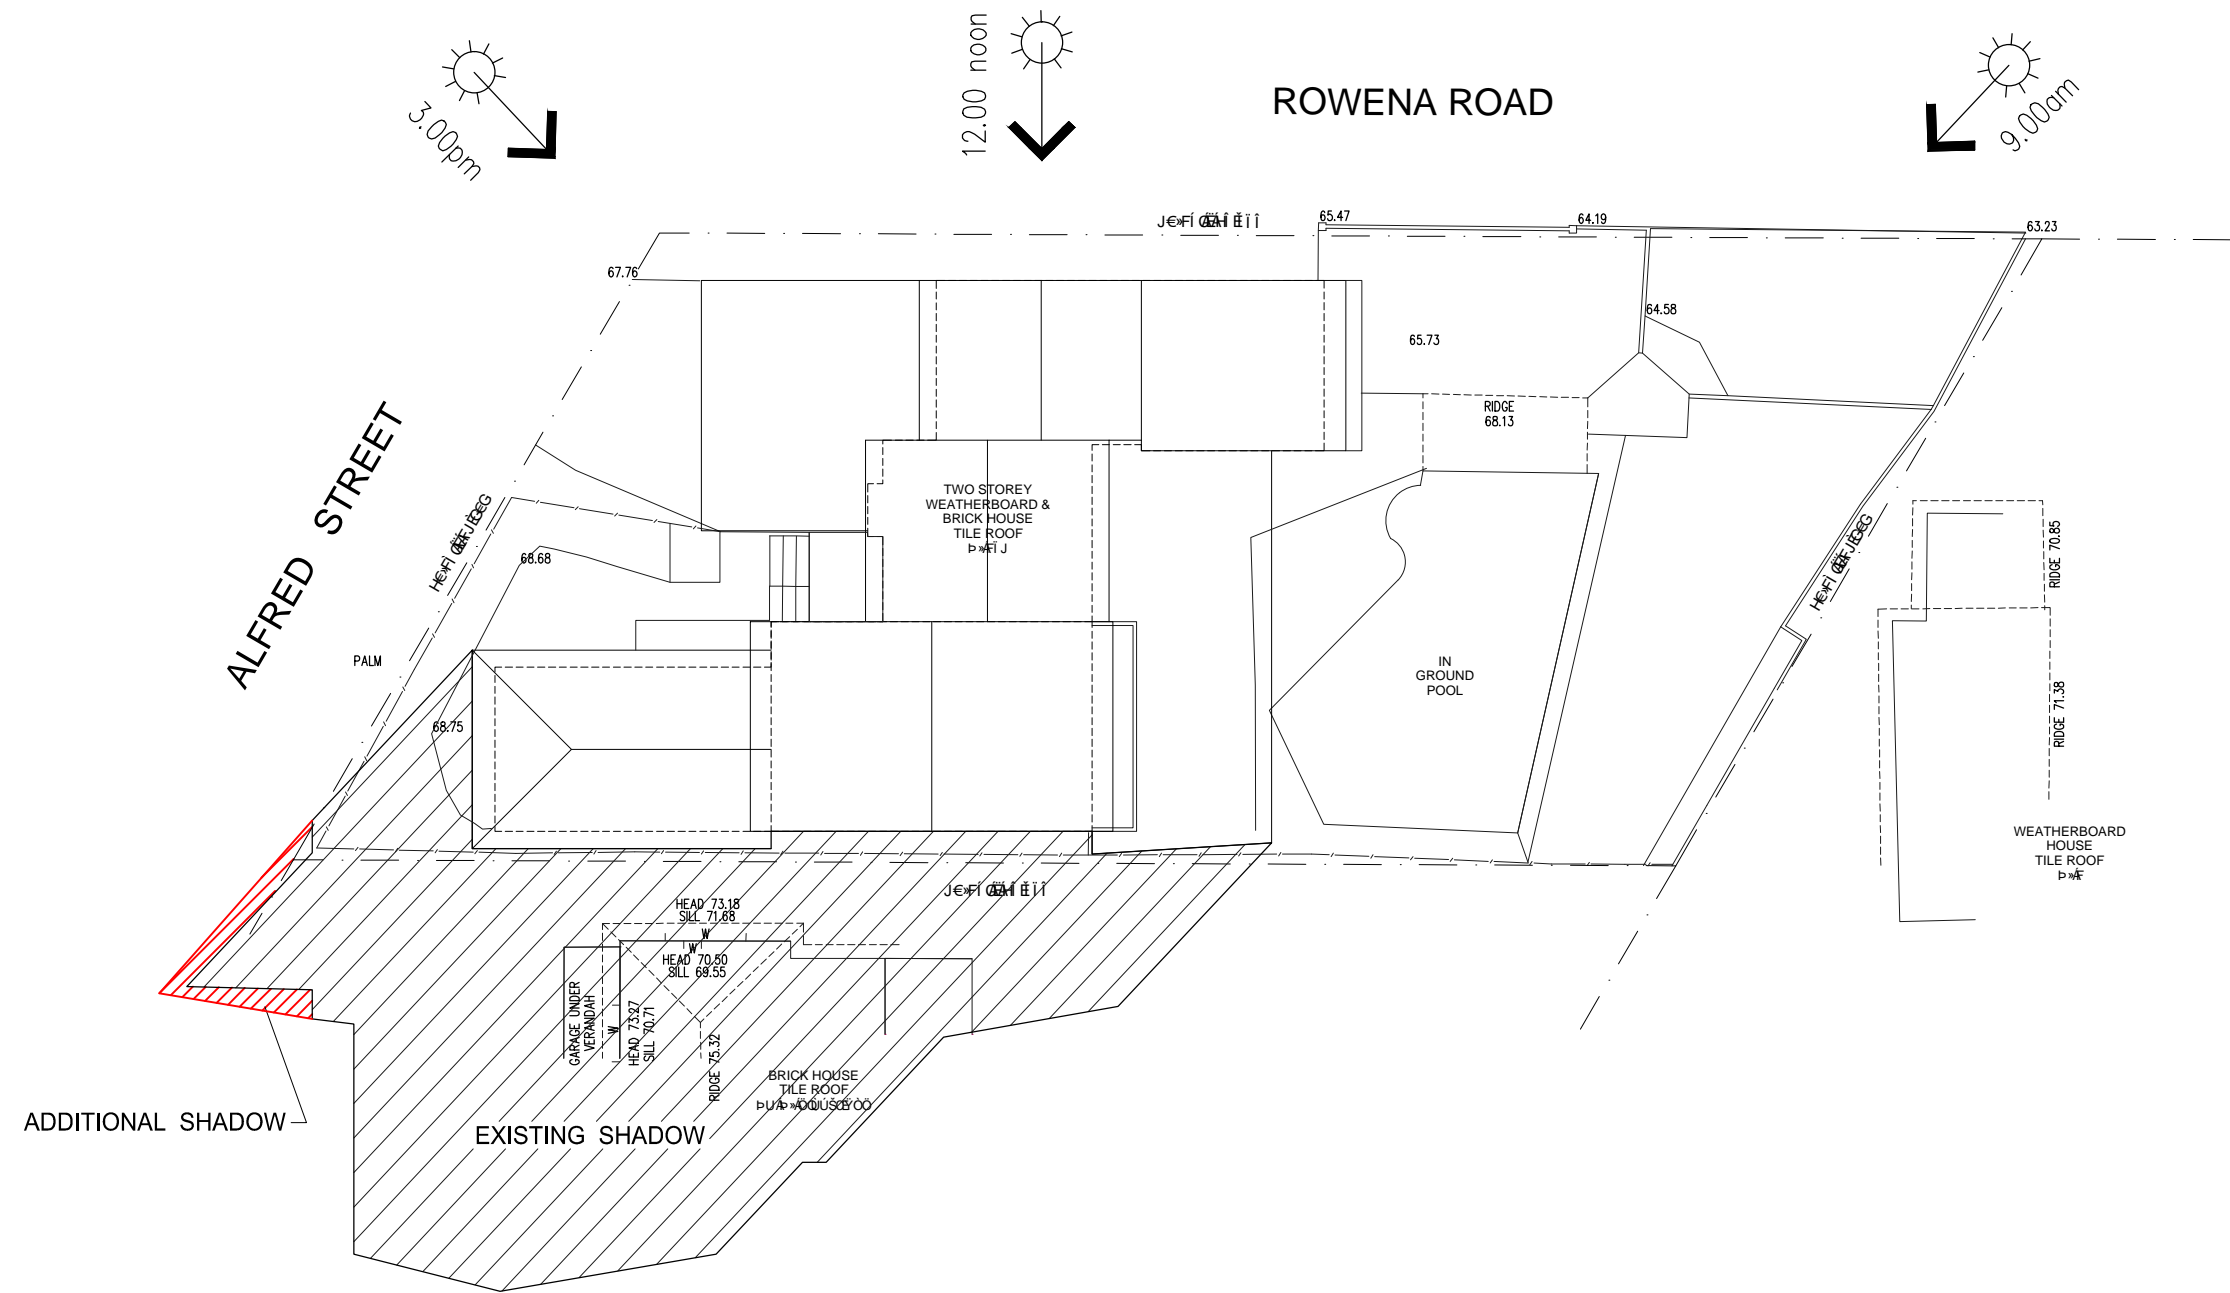 12.00 noon
3.00pm
9.00am
ROWENA ROAD
65.47
64.19
63.23
67.76
64.58
65.73
RIDGE
68.13
ALFRED STREET
TWO STOREY
WEATHERBOARD &
BRICK HOUSE
TILE ROOF
68.68
RIDGE 70.85
PALM
IN
GROUND
POOL
RIDGE 71.38
68.75
WEATHERBOARD
HOUSE
TILE ROOF
HEAD 73.18
SILL 71.68
W
W
HEAD 70.50
SILL 69.55
GARAGE UNDER
VERANDAH
W
HEAD 73.27
SILL 70.71
RIDGE 75.32
BRICK HOUSE
TILE ROOF
ADDITIONAL SHADOW
EXISTING SHADOW